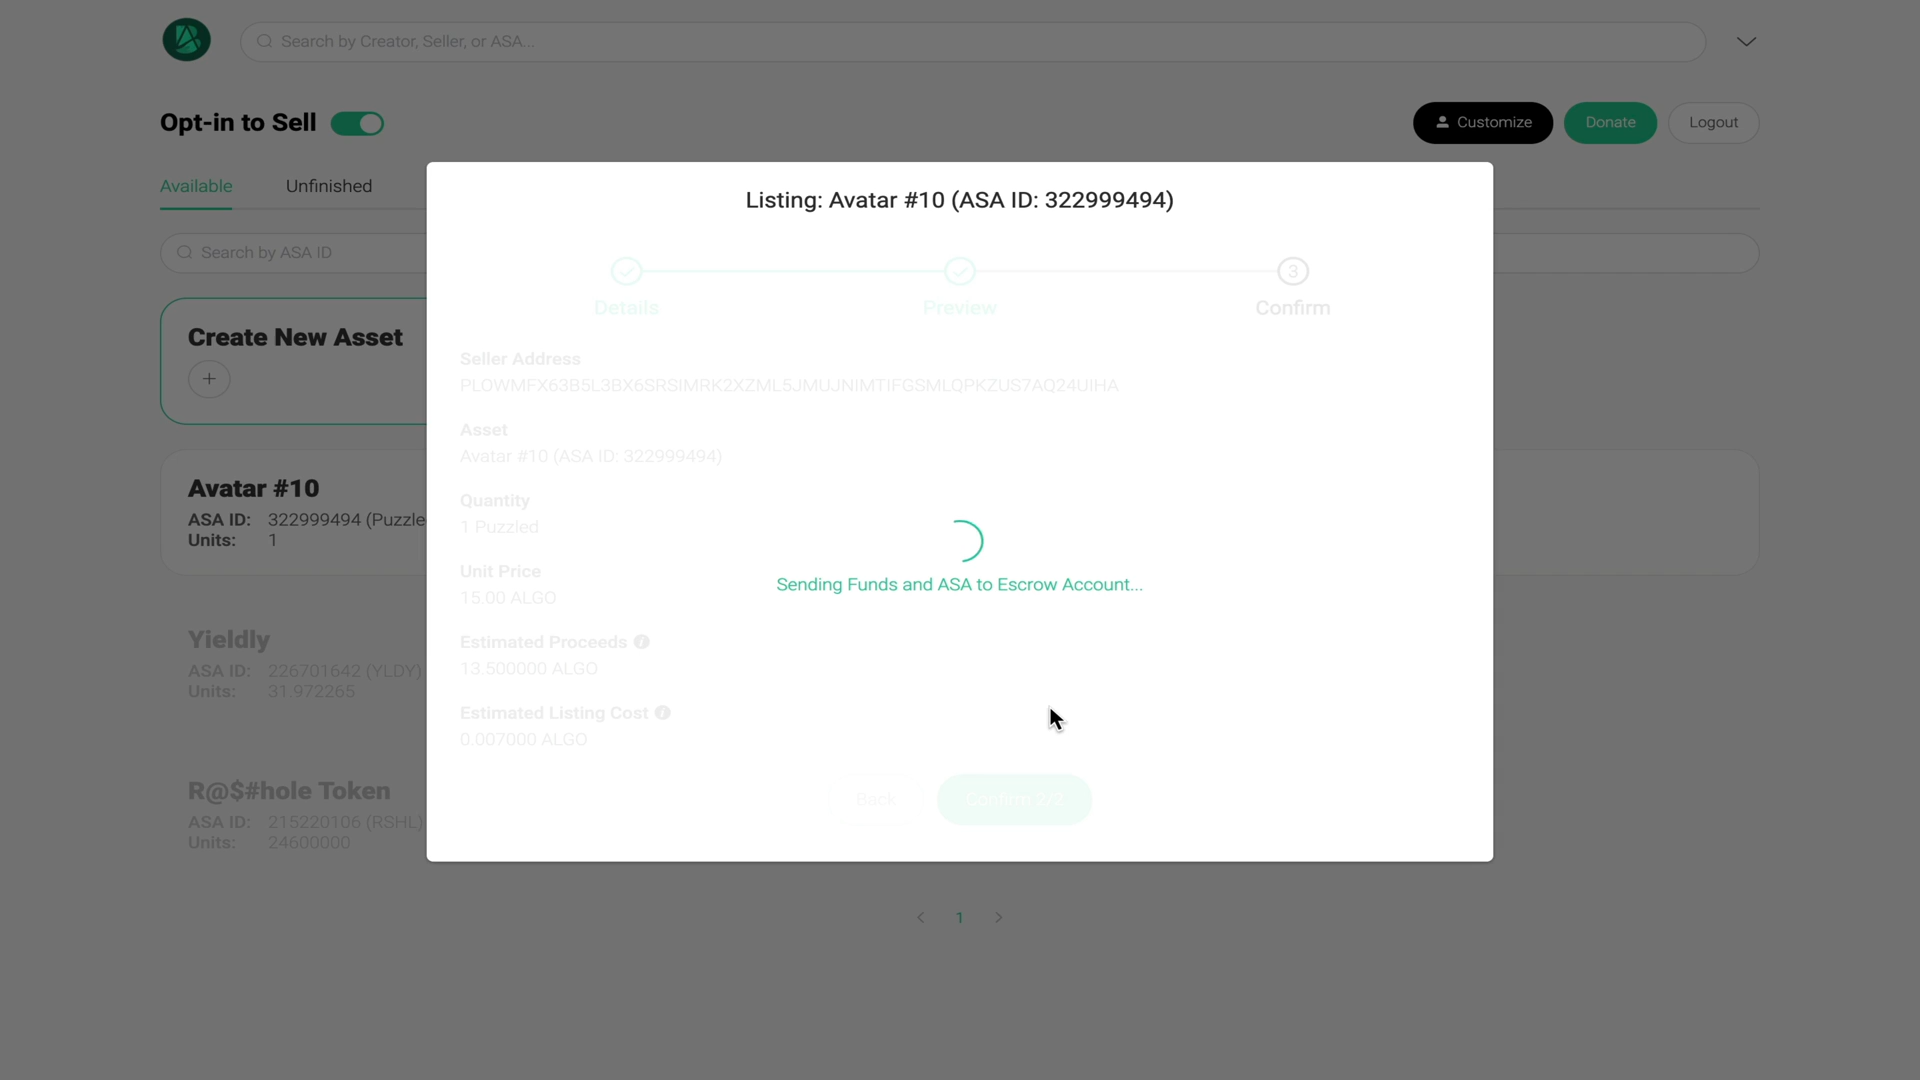 Search by Creator, Seller, or ASA...
Opt-in to Sell
Customize
Donate
Logout
Available
Unfinished
Search by ASA ID
Create New Asset
Avatar #10
ASA ID: 322999494 (Puzzle
Units: 1
Yieldly
ASA ID: 226701642 (YLDY)
Units: 31.972265
R@$#hole Token
ASA ID: 215220106 (RSHL)
Units: 24600000
Listing: Avatar #10 (ASA ID: 322999494)
3
Details
Preview
Confirm
Seller Address
PLOWMFX63B5L3BX6SRSIMRK2XZML5JMUJNIMTIFGSMLQPKZUS7AQ24UIHA
Asset
Avatar #10 (ASA ID: 322999494)
Quantity
1 Puzzled
Unit Price
15.00 ALGO
Estimated Proceeds
13.500000 ALGO
Estimated Listing Cost
0.007000 ALGO
Sending Funds and ASA to Escrow Account...
Back
Confirm 2/2
1